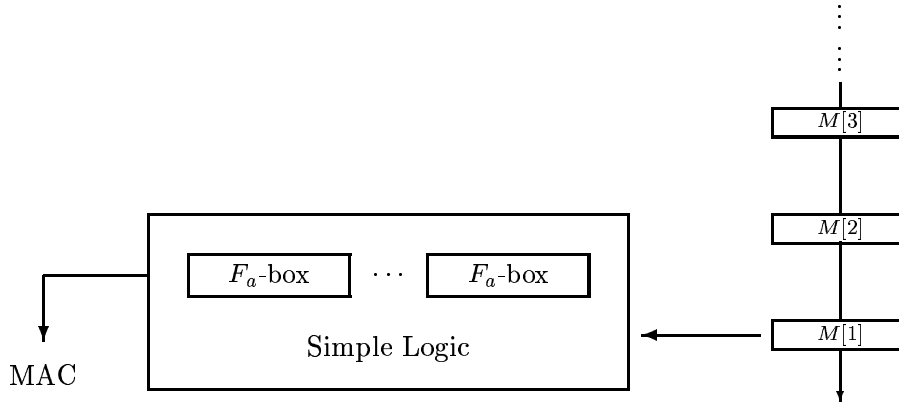 M[3]
M[2]
F_a-box ··· F_a-box
M[1]
Simple Logic
MAC